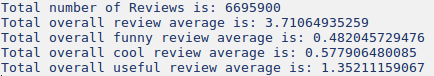 Total number of Reviews is: 6695900
Total overall review average is: 3.71064935259
Total overall funny review average is: 0.482045729476
Total overall cool review average is: 0.577906480085
Total overall useful review average is: 1.35211159067